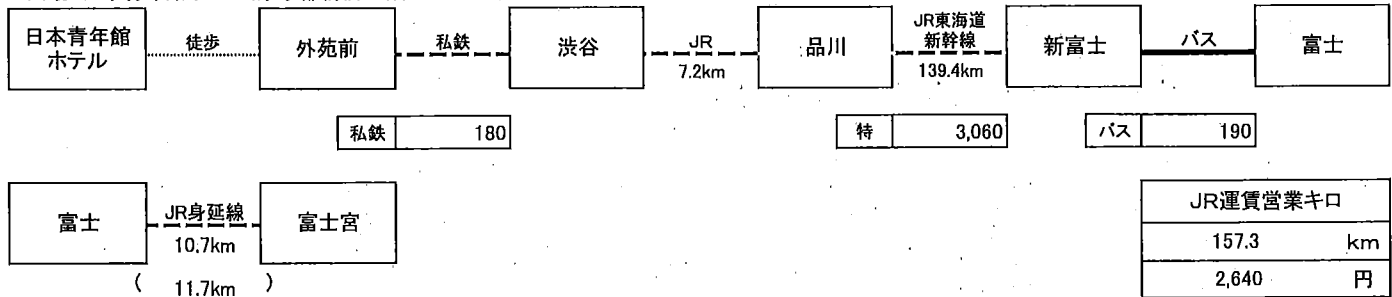 日本青年館
ホテル
徒歩
外苑前
私鉄
渋谷
JR
7.2km
品川
JR東海道
新幹線
139.4km
新富士
バス
富士
私鉄 180
特 3,060
バス 190
富士
JR身延線
10.7km
富士宮
( 11.7km )
JR運賃営業キロ
157.3 km
2,640 円